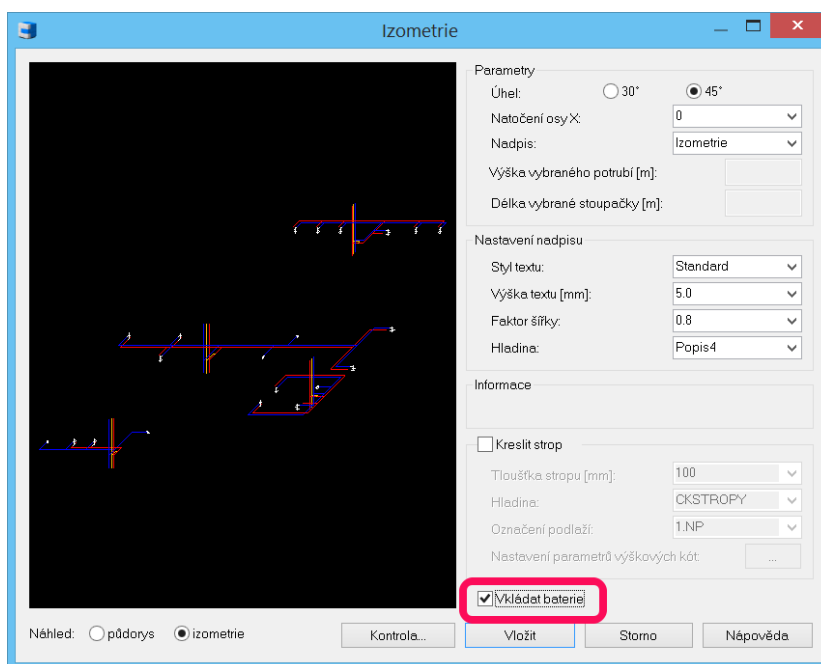 Izometrie
Parametry
Úhel: 30° 45°
Natočení osy X: 0
Nadpis: Izometrie
Výška vybraného potrubí [m]:
Délka vybrané stoupačky [m]:
Nastavení nadpisu
Styl textu: Standard
Výška textu [mm]: 5.0
Faktor šířky: 0.8
Hladina: Popis4
Informace
Kreslit strop
Tloušťka stropu [mm]: 100
Hladina: CKSTROPY
Označení podlaží: 1.NP
Nastavení parametrů výškových kót: ...
Vkládat baterie
Náhled: půdorys izometrie Kontrola... Vložit Storno Nápověda